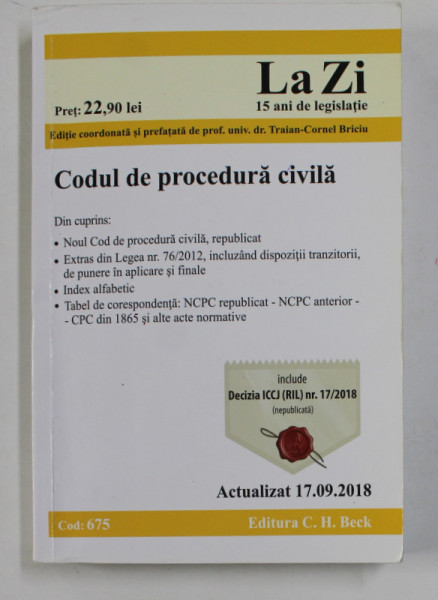 La Zi
Preț: 22,90 lei
15 ani de legislație
Ediție coordonată și prefațată de prof. univ. dr. Traian-Cornel Briciu
Codul de procedură civilă
Din cuprins:
• Noul Cod de procedură civilă, republicat
• Extras din Legea nr. 76/2012, incluzând dispoziții tranzitorii,
de punere în aplicare și finale
• Index alfabetic
• Tabel de corespondență: NCPC republicat - NCPC anterior -
- CPC din 1865 și alte acte normative
include
Decizia ICCJ (RIL) nr. 17/2018
(nepublicată)
Actualizat 17.09.2018
Cod: 675
Editura C. H. Beck